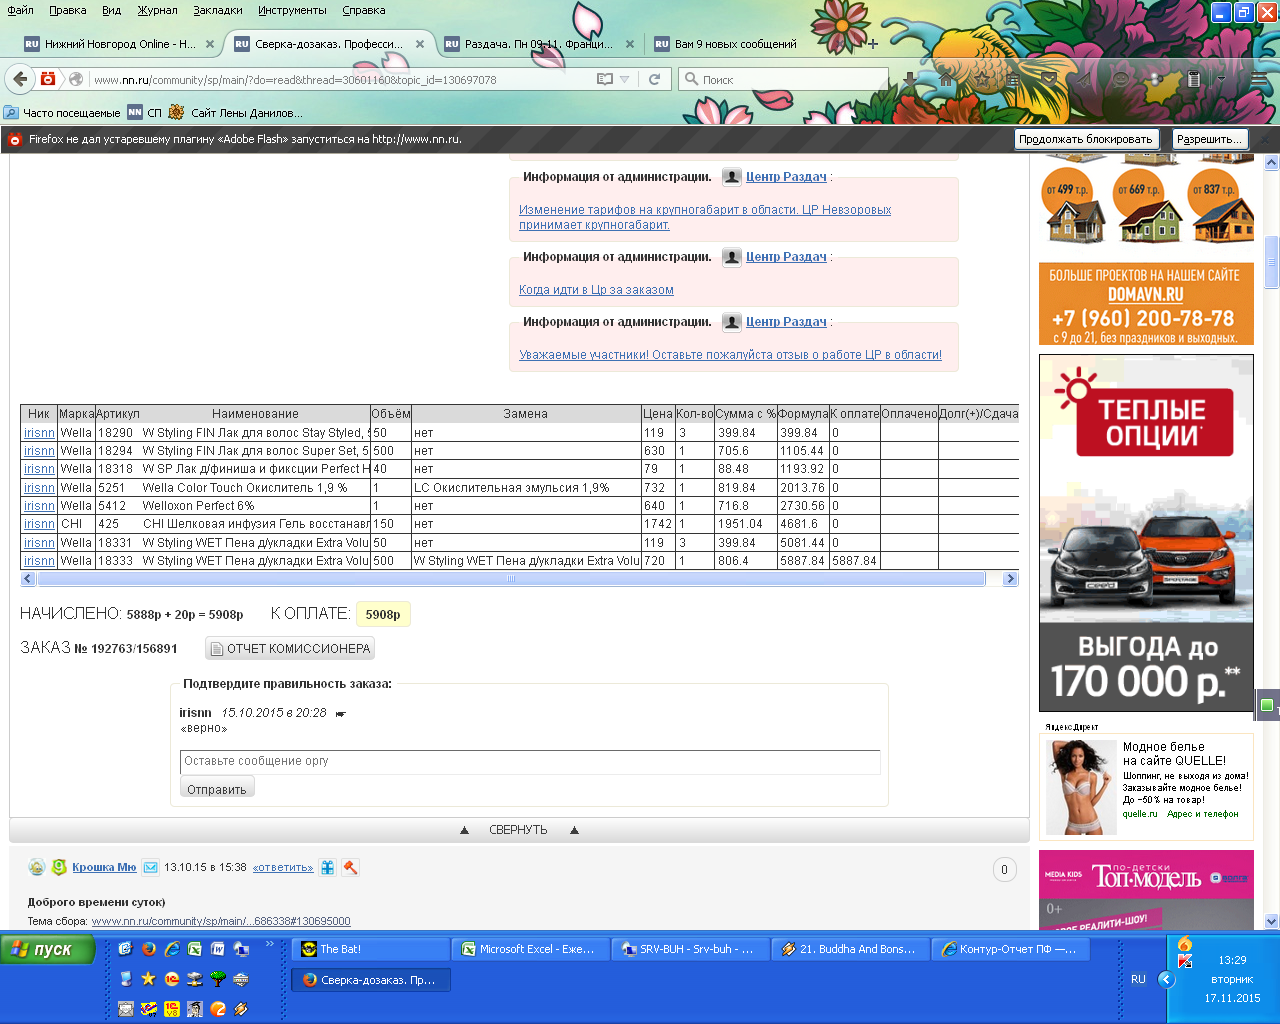 Файл Правка Вид Журнал Закладки Инструменты Справка
Нижний Новгород Online - Н... Сверка-дозаказ. Професси... Раздача. Пн 09.11. Франци... Вам 9 новых сообщений
www.nn.ru/community/sp/main/?do=read&thread=3060116&topic_id=130697078 Поиск
Часто посещаемые СП Сайт Лены Данилов...
Firefox не дал устаревшему плагину «Adobe Flash» запуститься на http://www.nn.ru. Продолжать блокировать Разрешить...
Информация от администрации. Центр Раздач :
Изменение тарифов на крупногабарит в области. ЦР Невзоровых
принимает крупногабарит.
Информация от администрации. Центр Раздач :
Когда идти в Цр за заказом
Информация от администрации. Центр Раздач :
Уважаемые участники! Оставьте пожалуйста отзыв о работе ЦР в области!
Ник Марка Артикул Наименование Объём Замена Цена Кол-во Сумма с % Формула К оплате Оплачено Долг(+)/Сдача
irisnn Wella 18290 W Styling FIN Лак для волос Stay Styled, 50 нет 119 3 399.84 399.84 0
irisnn Wella 18294 W Styling FIN Лак для волос Super Set, 5 500 нет 630 1 705.6 1105.44 0
irisnn Wella 18318 W SP Лак д/финиша и фиксции Perfect H 40 нет 79 1 88.48 1193.92 0
irisnn Wella 5251 Wella Color Touch Окислитель 1,9 % 1 LC Окислительная эмульсия 1,9% 732 1 819.84 2013.76 0
irisnn Wella 5412 Welloxon Perfect 6% 1 нет 640 1 716.8 2730.56 0
irisnn CHI 425 CHI Шелковая инфузия Гель восстанавл 150 нет 1742 1 1951.04 4681.6 0
irisnn Wella 18331 W Styling WET Пена д/укладки Extra Volu 50 нет 119 3 399.84 5081.44 0
irisnn Wella 18333 W Styling WET Пена д/укладки Extra Volu 500 W Styling WET Пена д/укладки Extra Volu 720 1 806.4 5887.84 5887.84
НАЧИСЛЕНО: 5888р + 20р = 5908р К ОПЛАТЕ: 5908р
ЗАКАЗ № 192763/156891 ОТЧЕТ КОМИССИОНЕРА
Подтвердите правильность заказа:
irisnn 15.10.2015 в 20:28
«верно»
Оставьте сообщение оргу
Отправить
СВЕРНУТЬ
Крошка Мю 13.10.15 в 15:38 «ответить» 0
Доброго времени суток)
Тема сбора: www.nn.ru/community/sp/main/...686338#130695000
от 499 т.р. от 669 т.р. от 837 т.р.
БОЛЬШЕ ПРОЕКТОВ НА НАШЕМ САЙТЕ
DOMAVN.RU
+7 (960) 200-78-78
с 9 до 21, без праздников и выходных.
ТЕПЛЫЕ
ОПЦИИ*
ВЫГОДА до
170 000 р.**
Яндекс.Директ
Модное белье
на сайте QUELLE!
Шоппинг, не выходя из дома!
Заказывайте модное белье!
До −50% на товар!
quelle.ru Адрес и телефон
MEDIA KIDS ПО-ДЕТСКИ
ТОП-МОДЕЛЬ
0+
РЕАЛИТИ-ШОУ!
пуск The Bat! Microsoft Excel - Еже... SRV-BUH - Srv-buh - ... 21. Buddha And Bons... Контур-Отчет ПФ —...
Сверка-дозаказ. Пр...
RU
13:29
вторник
17.11.2015